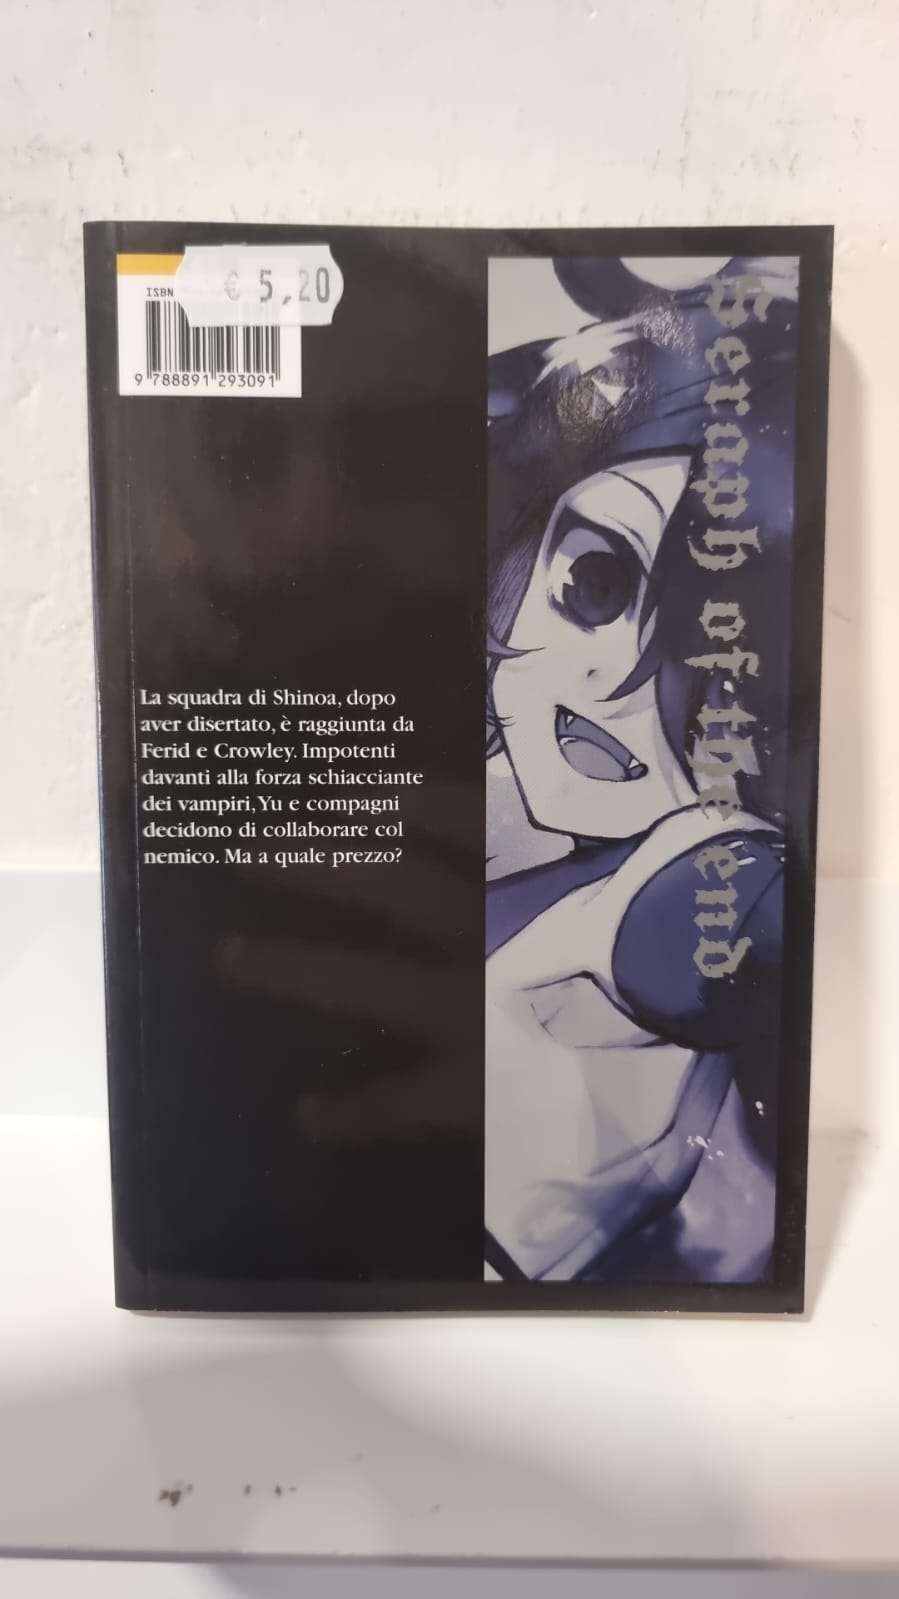 ISBN
€ 5,20
9 788891 293091
Seraph of the end
La squadra di Shinoa, dopo
aver disertato, è raggiunta da
Ferid e Crowley. Impotenti
davanti alla forza schiacciante
dei vampiri, Yu e compagni
decidono di collaborare col
nemico. Ma a quale prezzo?